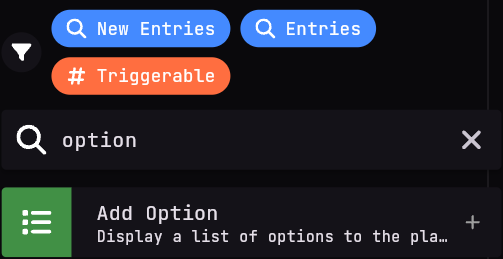 New Entries
Entries
# Triggerable
option
Add Option
Display a list of options to the pla…